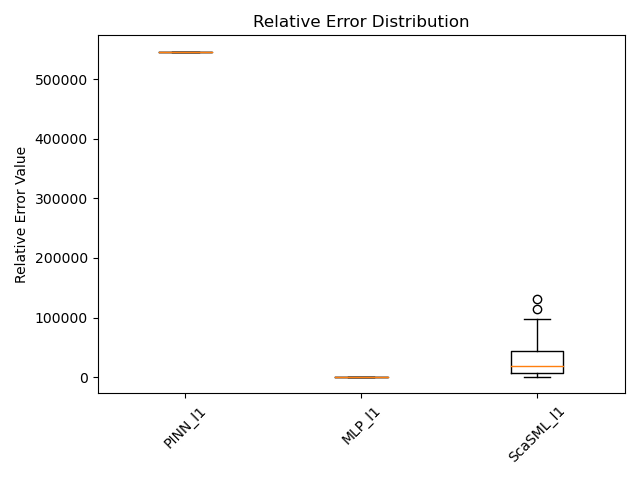 Relative Error Distribution
Relative Error Value
500000
400000
300000
200000
100000
0
PINN_l1
MLP_l1
ScaSML_l1